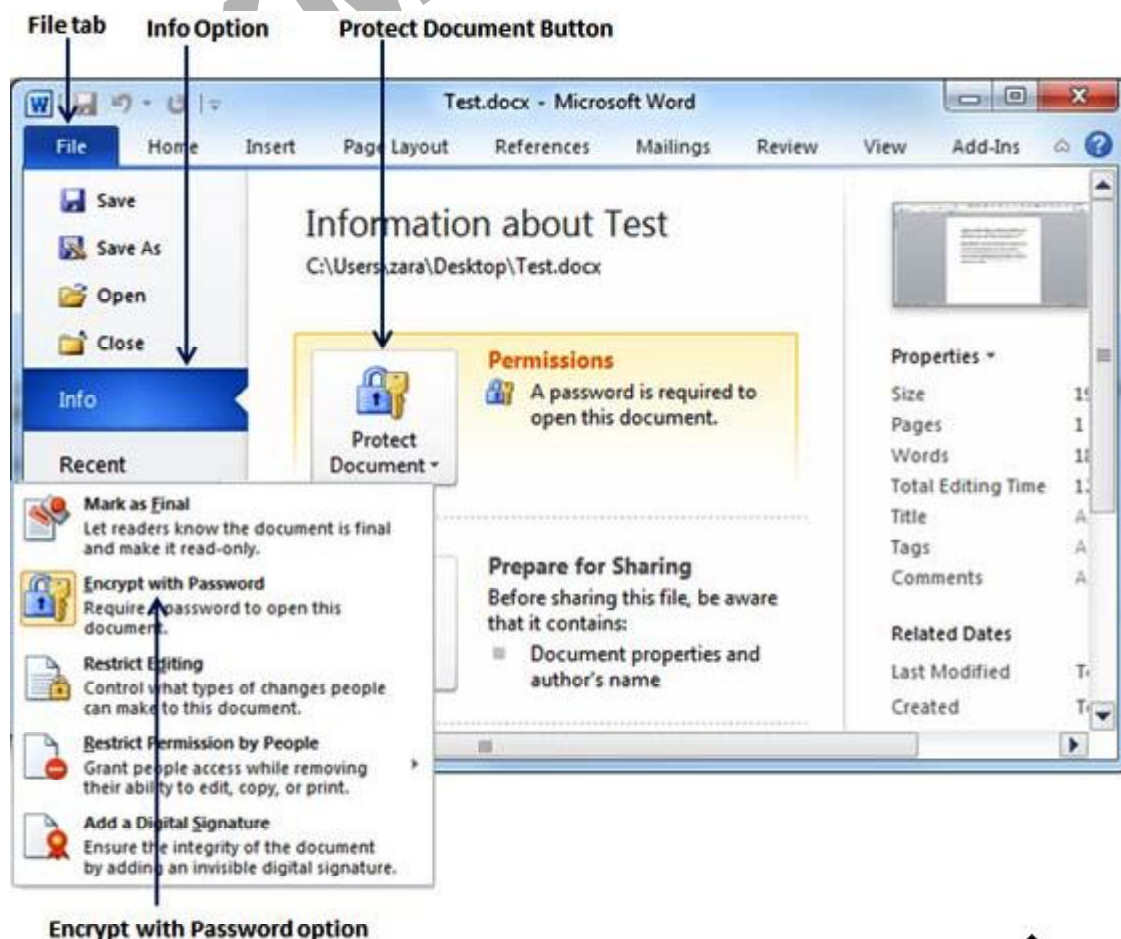 File tab Info Option Protect Document Button
Test.docx - Microsoft Word
File Home Insert Page Layout References Mailings Review View Add-Ins
Save
Save As
Open
Close
Info
Recent
Information about Test
C:\Users\zara\Desktop\Test.docx
Protect
Document
Permissions
A password is required to
open this document.
Prepare for Sharing
Before sharing this file, be aware
that it contains:
Document properties and
author's name
Properties
Size
Pages 1
Words
Total Editing Time
Title
Tags
Comments
Related Dates
Last Modified
Created
Mark as Final
Let readers know the document is final
and make it read-only.
Encrypt with Password
Require a password to open this
document.
Restrict Editing
Control what types of changes people
can make to this document.
Restrict Permission by People
Grant people access while removing
their ability to edit, copy, or print.
Add a Digital Signature
Ensure the integrity of the document
by adding an invisible digital signature.
Encrypt with Password option